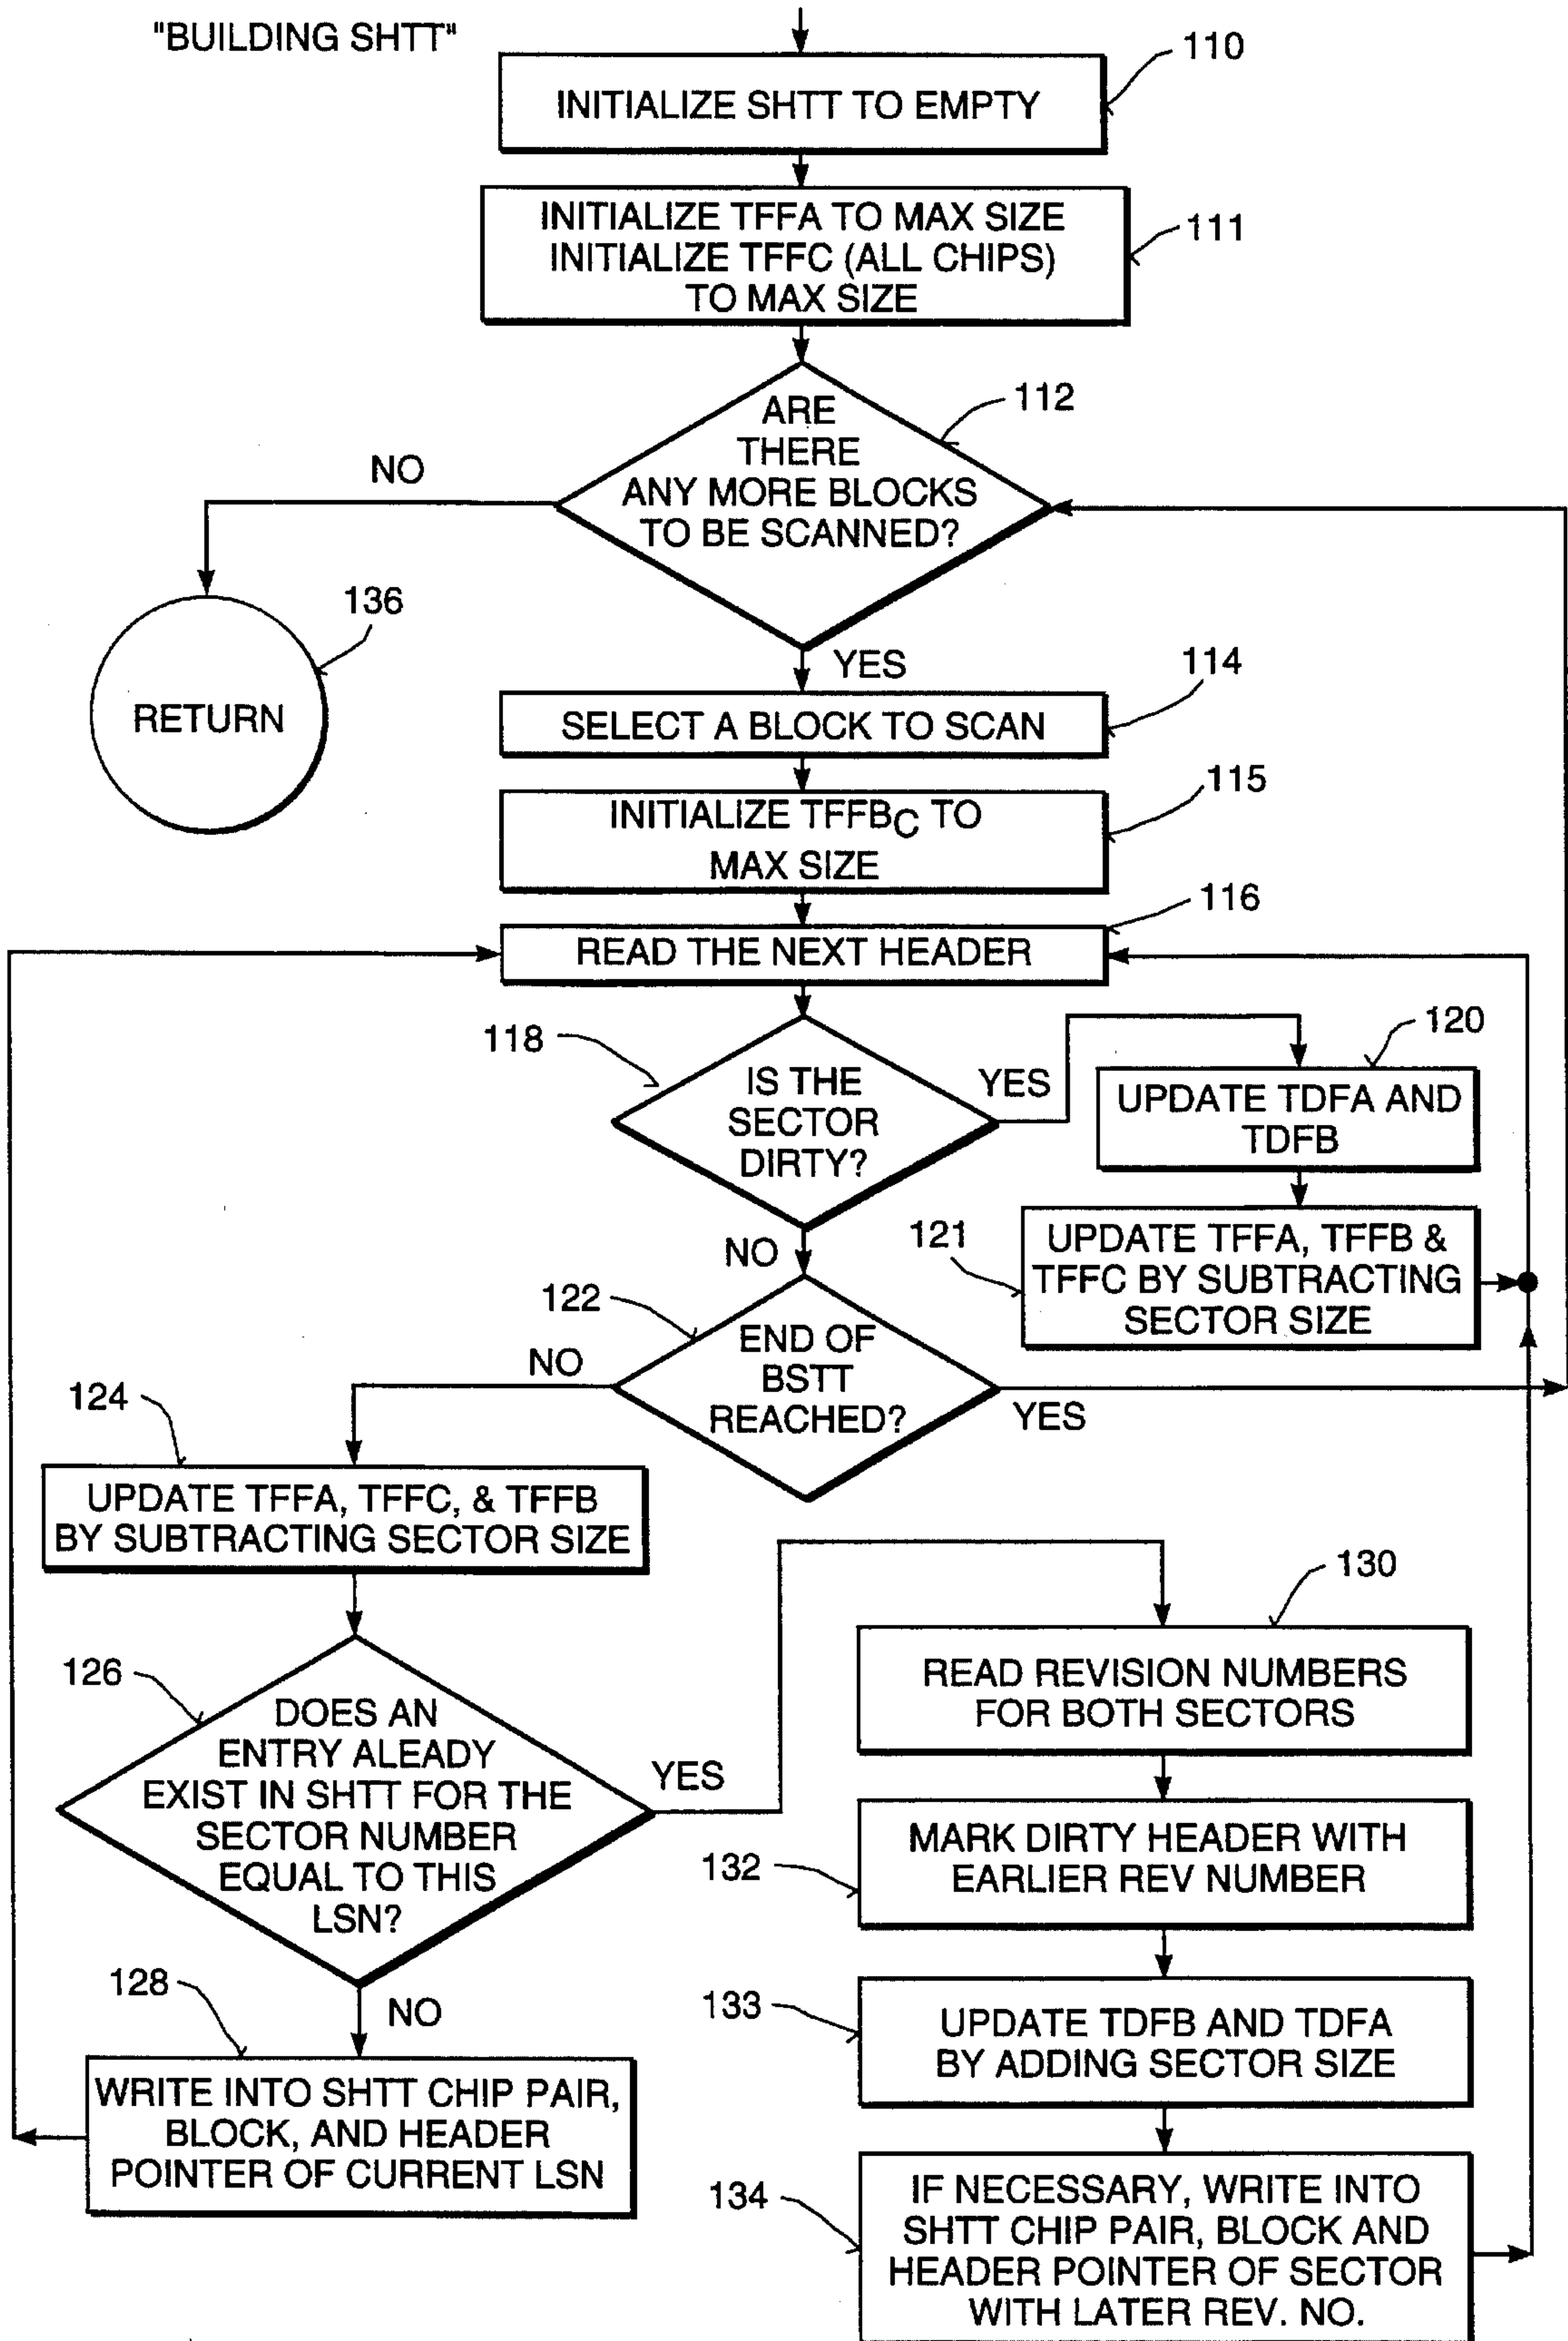 "BUILDING SHTT"
INITIALIZE SHTT TO EMPTY
110
INITIALIZE TFFA TO MAX SIZE
INITIALIZE TFFC (ALL CHIPS)
TO MAX SIZE
111
ARE
THERE
ANY MORE BLOCKS
TO BE SCANNED?
112
NO
136
RETURN
YES
114
SELECT A BLOCK TO SCAN
115
INITIALIZE TFFBC TO
MAX SIZE
116
READ THE NEXT HEADER
118
IS THE
SECTOR
DIRTY?
YES
120
UPDATE TDFA AND
TDFB
121
UPDATE TFFA, TFFB &
TFFC BY SUBTRACTING
SECTOR SIZE
NO
122
END OF
BSTT
REACHED?
NO
YES
124
UPDATE TFFA, TFFC, & TFFB
BY SUBTRACTING SECTOR SIZE
126
DOES AN
ENTRY ALEADY
EXIST IN SHTT FOR THE
SECTOR NUMBER
EQUAL TO THIS
LSN?
YES
NO
128
WRITE INTO SHTT CHIP PAIR,
BLOCK, AND HEADER
POINTER OF CURRENT LSN
130
READ REVISION NUMBERS
FOR BOTH SECTORS
132
MARK DIRTY HEADER WITH
EARLIER REV NUMBER
133
UPDATE TDFB AND TDFA
BY ADDING SECTOR SIZE
134
IF NECESSARY, WRITE INTO
SHTT CHIP PAIR, BLOCK AND
HEADER POINTER OF SECTOR
WITH LATER REV. NO.